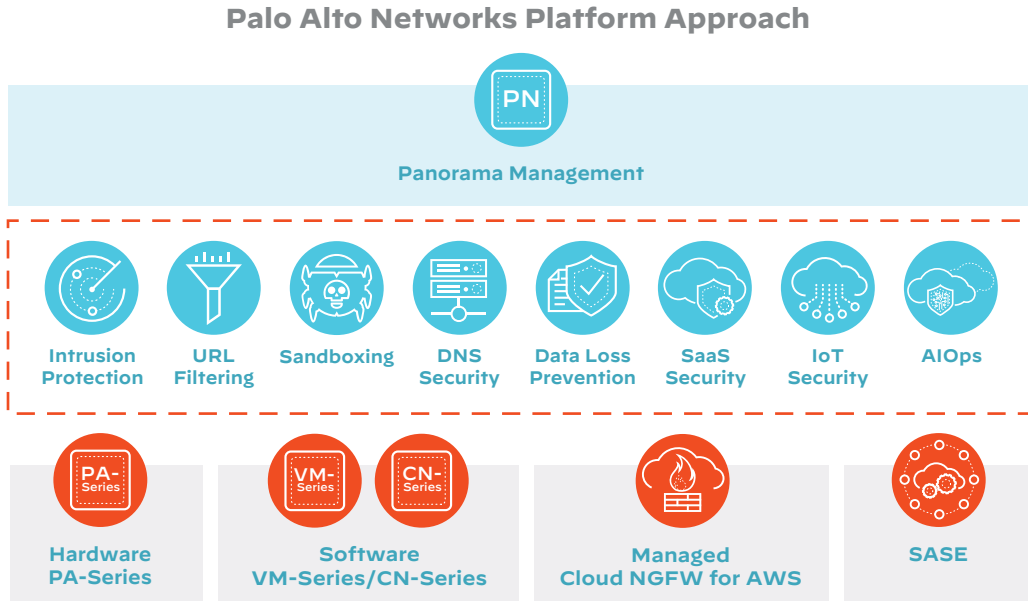 Palo Alto Networks Platform Approach
PN
Panorama Management
Intrusion
Protection
URL
Filtering
Sandboxing
DNS
Security
Data Loss
Prevention
SaaS
Security
IoT
Security
AIOps
PA-
Series
Hardware
PA-Series
VM-
Series
CN-
Series
Software
VM-Series/CN-Series
Managed
Cloud NGFW for AWS
SASE